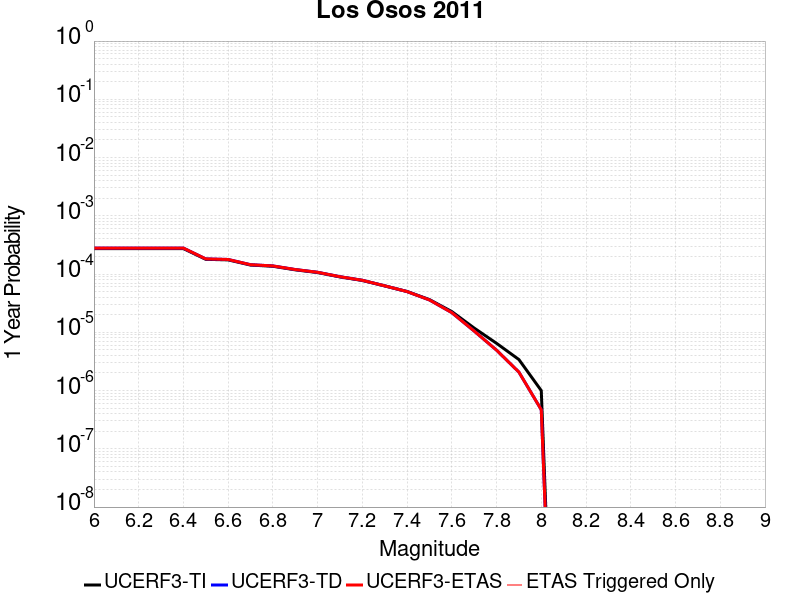 Los Osos 2011
10^0
10^-1
10^-2
10^-3
10^-4
10^-5
10^-6
10^-7
10^-8
1 Year Probability
6 6.2 6.4 6.6 6.8 7 7.2 7.4 7.6 7.8 8 8.2 8.4 8.6 8.8 9
Magnitude
UCERF3-TI UCERF3-TD UCERF3-ETAS ETAS Triggered Only